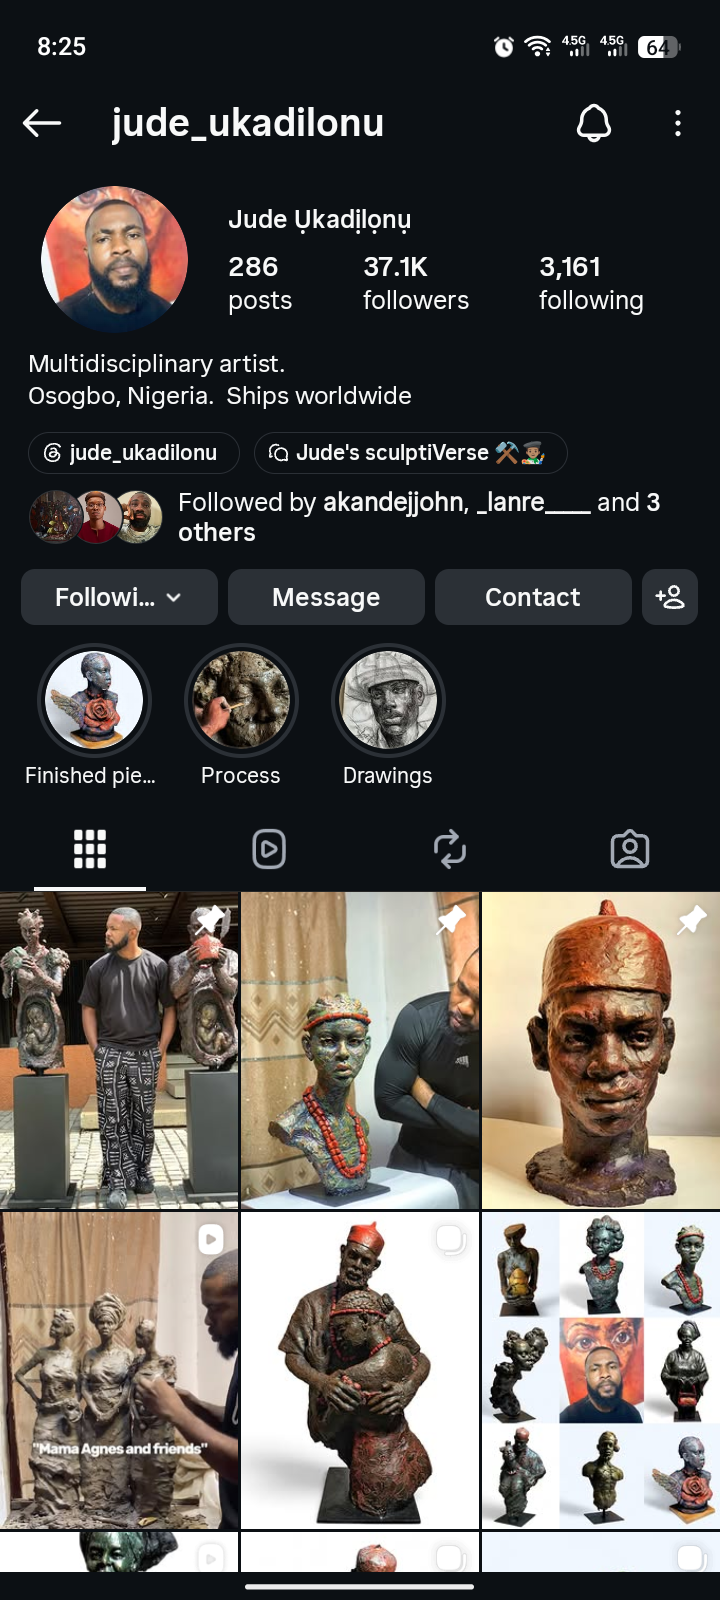 8:25
4.5G 4.5G 64
jude_ukadilonu
Jude Ụkadịlọnụ
286 37.1K 3,161
posts followers following
Multidisciplinary artist.
Osogbo, Nigeria. Ships worldwide
jude_ukadilonu Jude's sculptiVerse ⚒️👨🏽‍🎨
Followed by akandejjohn, _lanre____ and 3
others
Followi... Message Contact
Finished pie... Process Drawings
"Mama Agnes and friends"